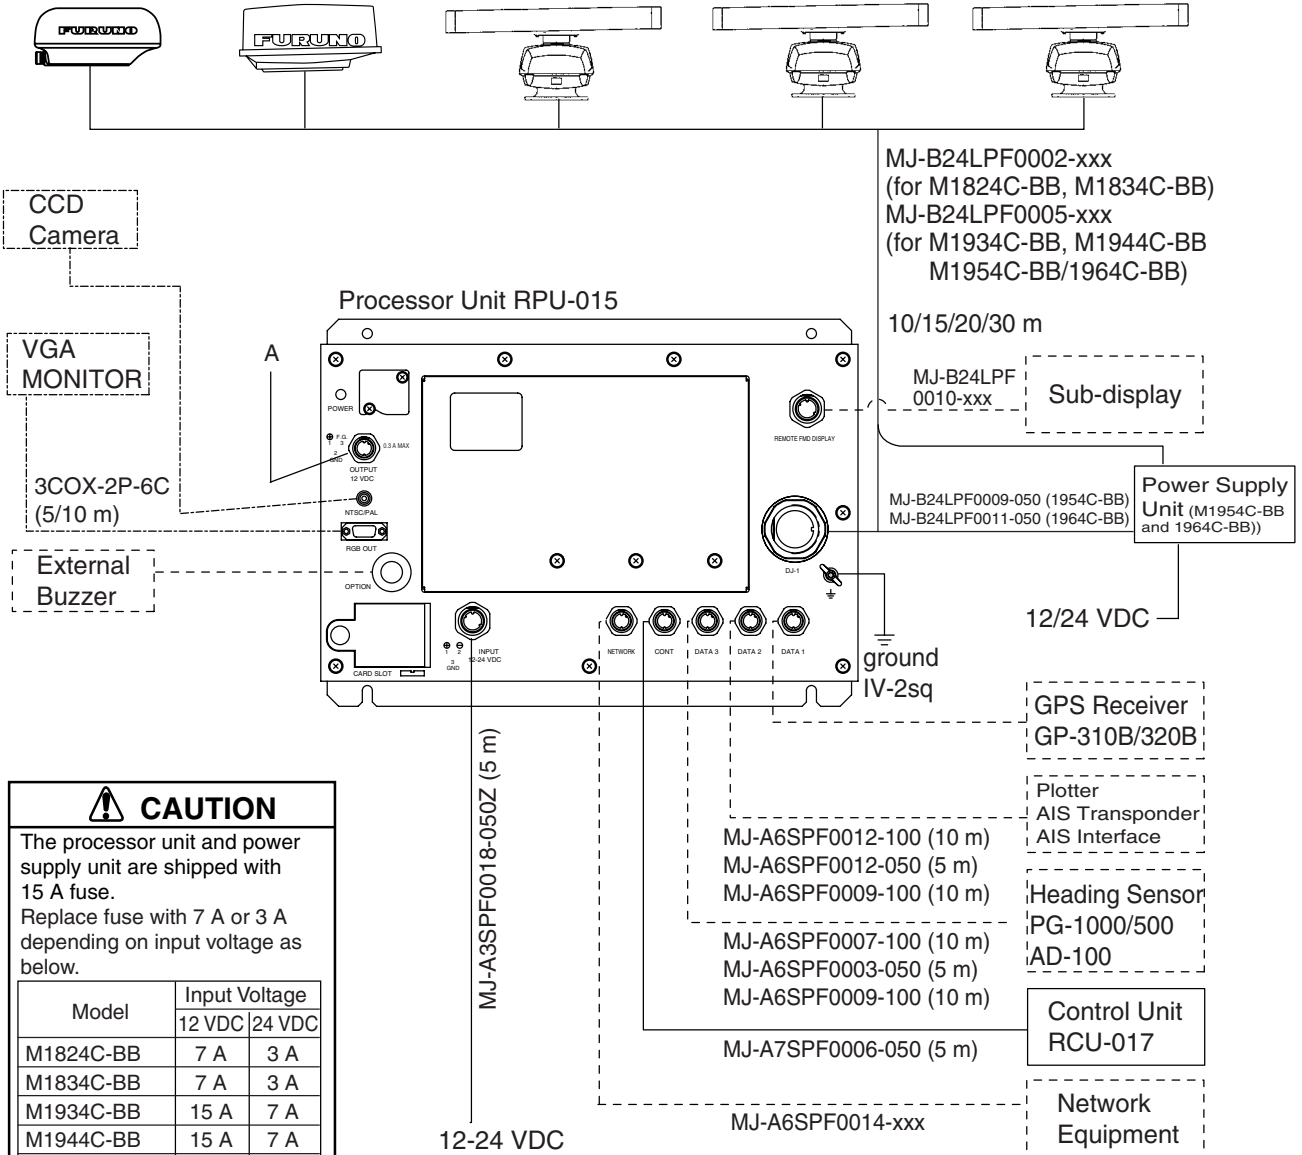 FURUNO
FURUNO
MJ-B24LPF0002-xxx
(for M1824C-BB, M1834C-BB)
MJ-B24LPF0005-xxx
(for M1934C-BB, M1944C-BB
M1954C-BB/1964C-BB)
10/15/20/30 m
CCD
Camera
VGA
MONITOR
3COX-2P-6C
(5/10 m)
External
Buzzer
Processor Unit RPU-015
A
POWER
F.G.
1 3
2
GND
0.3 A MAX
OUTPUT
12 VDC
NTSC/PAL
RGB OUT
OPTION
CARD SLOT
1 2
3
GND
INPUT
12-24 VDC
NETWORK
CONT
DATA 3
DATA 2
DATA 1
REMOTE FMD DISPLAY
DJ-1
MJ-B24LPF
0010-xxx
Sub-display
MJ-B24LPF0009-050 (1954C-BB)
MJ-B24LPF0011-050 (1964C-BB)
Power Supply
Unit (M1954C-BB
and 1964C-BB))
12/24 VDC
ground
IV-2sq
GPS Receiver
GP-310B/320B
Plotter
AIS Transponder
AIS Interface
MJ-A6SPF0012-100 (10 m)
MJ-A6SPF0012-050 (5 m)
MJ-A6SPF0009-100 (10 m)
Heading Sensor
PG-1000/500
AD-100
MJ-A6SPF0007-100 (10 m)
MJ-A6SPF0003-050 (5 m)
MJ-A6SPF0009-100 (10 m)
Control Unit
RCU-017
MJ-A7SPF0006-050 (5 m)
Network
Equipment
MJ-A6SPF0014-xxx
MJ-A3SPF0018-050Z (5 m)
12-24 VDC
CAUTION
The processor unit and power
supply unit are shipped with
15 A fuse.
Replace fuse with 7 A or 3 A
depending on input voltage as
below.
Model Input Voltage
12 VDC 24 VDC
M1824C-BB 7 A 3 A
M1834C-BB 7 A 3 A
M1934C-BB 15 A 7 A
M1944C-BB 15 A 7 A